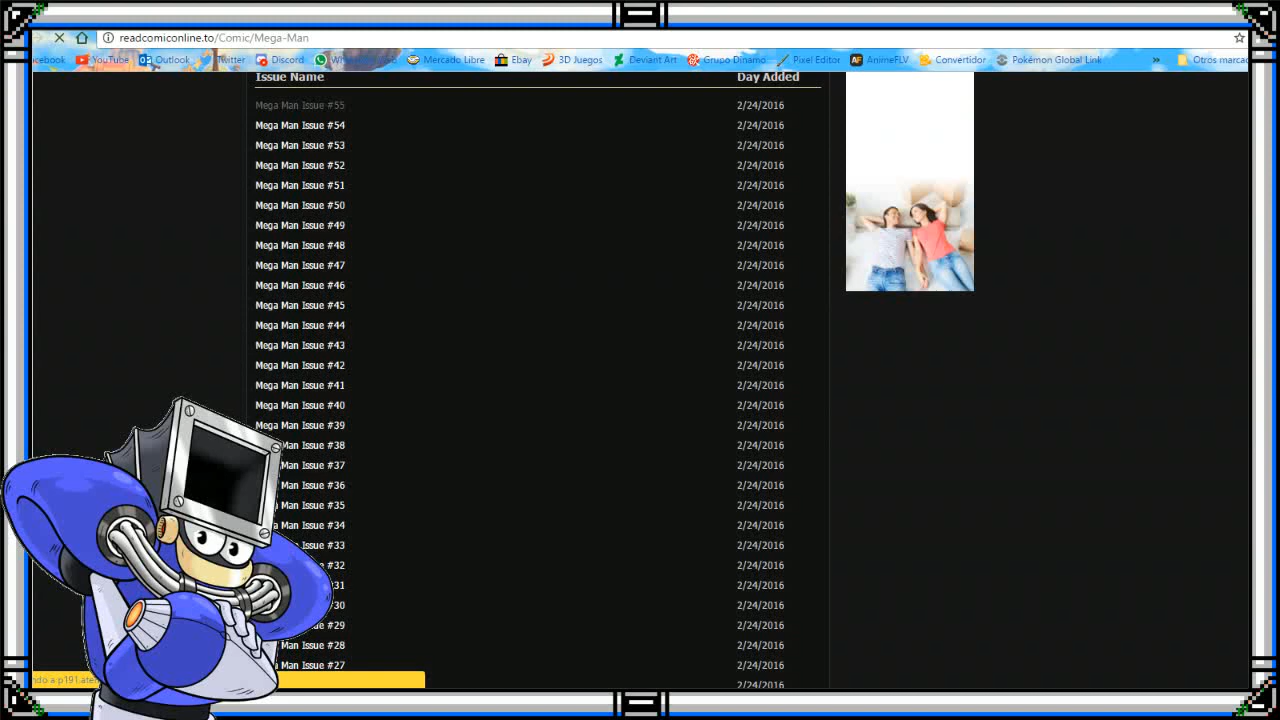 readcomiconline.to/Comic/Mega-Man
cebook YouTube Outlook Twitter Discord Mercado Libre Ebay 3D Juegos Deviant Art Grupo Dinamo Pixel Editor AnimeFLV Convertidor Pokémon Global Link » Otros marcad
Issue Name Day Added
Mega Man Issue #55 2/24/2016
Mega Man Issue #54 2/24/2016
Mega Man Issue #53 2/24/2016
Mega Man Issue #52 2/24/2016
Mega Man Issue #51 2/24/2016
Mega Man Issue #50 2/24/2016
Mega Man Issue #49 2/24/2016
Mega Man Issue #48 2/24/2016
Mega Man Issue #47 2/24/2016
Mega Man Issue #46 2/24/2016
Mega Man Issue #45 2/24/2016
Mega Man Issue #44 2/24/2016
Mega Man Issue #43 2/24/2016
Mega Man Issue #42 2/24/2016
Mega Man Issue #41 2/24/2016
Mega Man Issue #40 2/24/2016
Mega Man Issue #39 2/24/2016
Issue #38 2/24/2016
Issue #37 2/24/2016
Issue #36 2/24/2016
Issue #35 2/24/2016
Issue #34 2/24/2016
Issue #33 2/24/2016
Issue #32 2/24/2016
31 2/24/2016
30 2/24/2016
ue #29 2/24/2016
Issue #28 2/24/2016
Man Issue #27 2/24/2016
2/24/2016
ndo a p191.ate